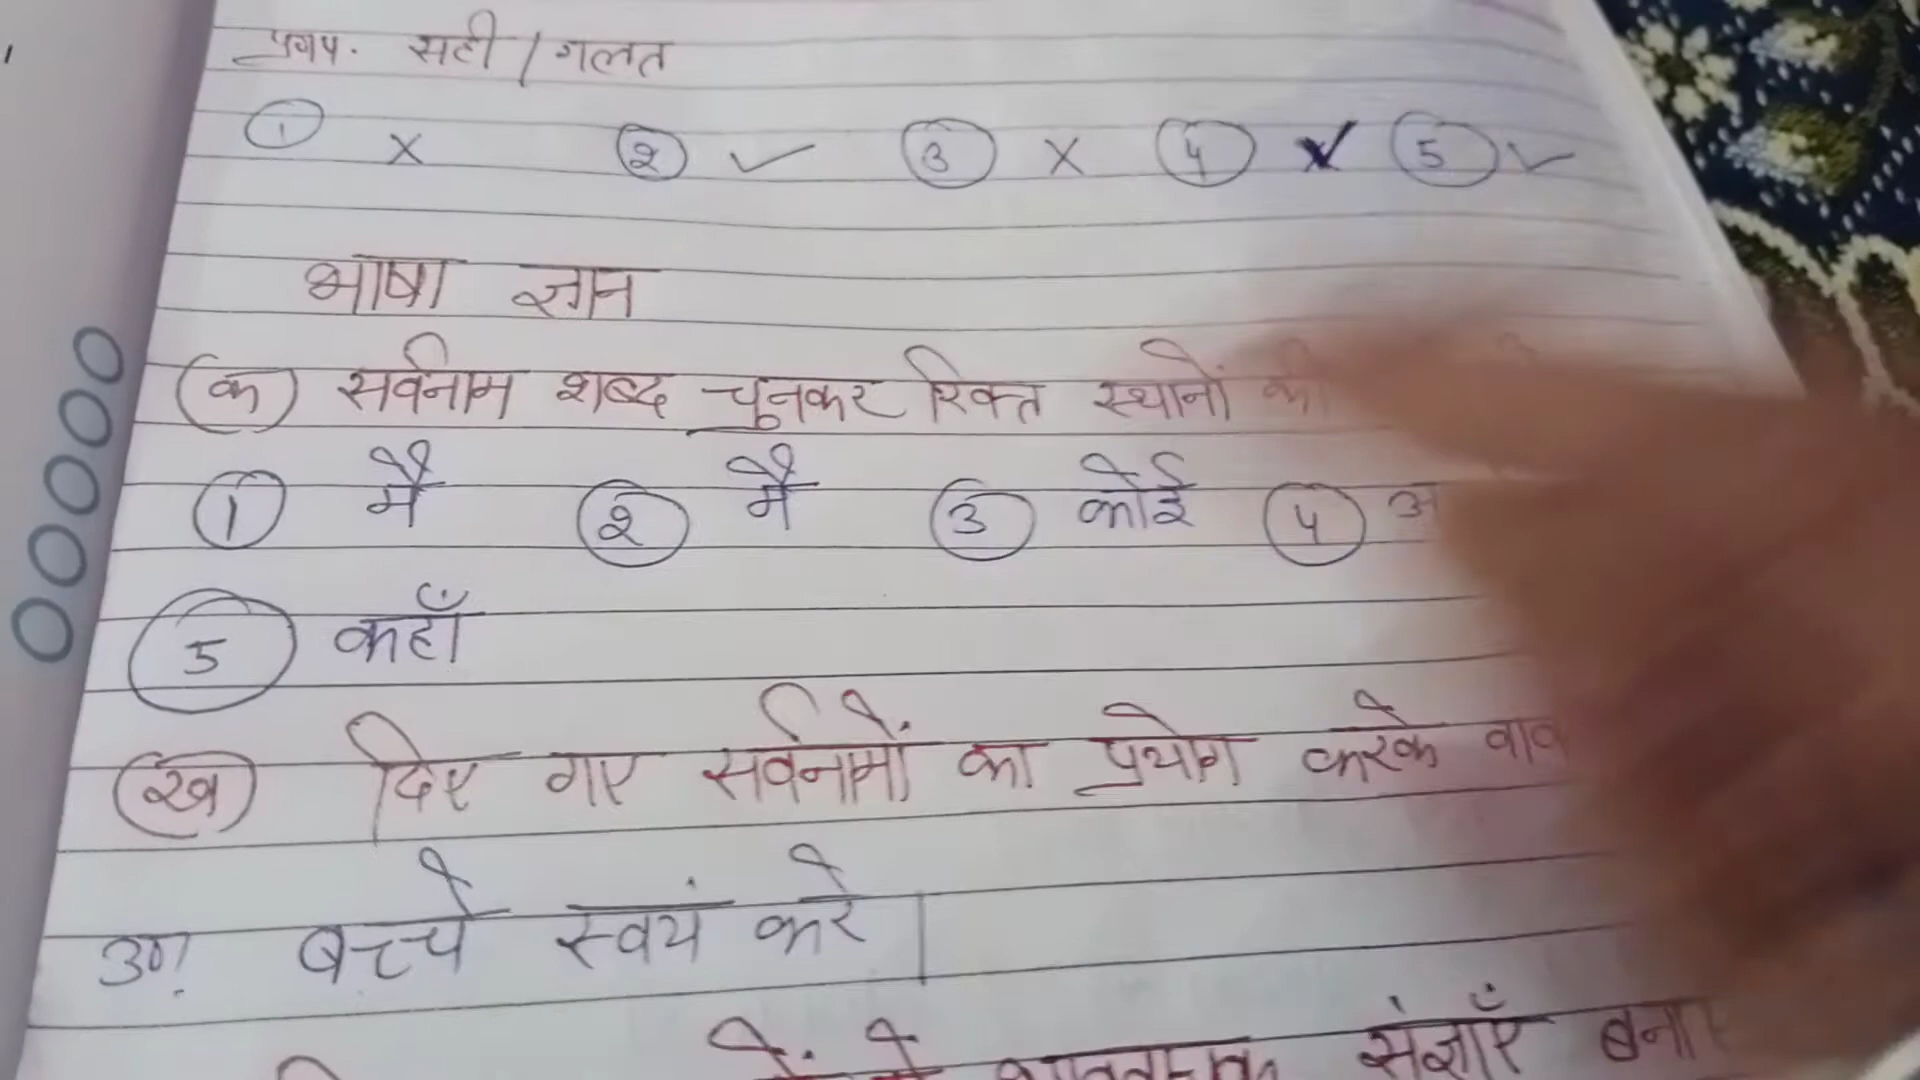 सही / गलत
① × ② ✓ ③ × ④ ⑤ ✓
भाषा ज्ञान
(क) सर्वनाम शब्द चुनकर रिक्त स्थानों की
① मै ② मै ③ कोई ④
⑤ कहाँ
(ख) दिए गए सर्वनामों का प्रयोग करके
उ०! बच्चे स्वयं करे |
संज्ञाएँ